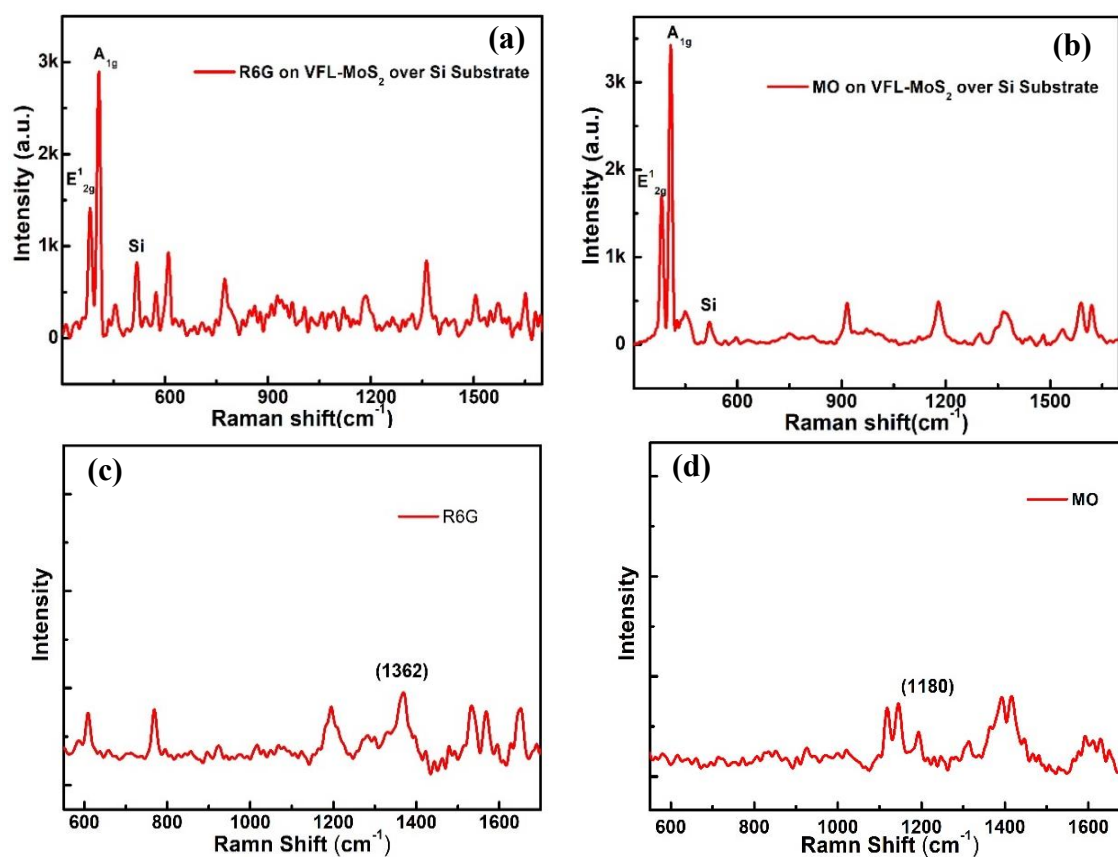 (a)
A1g
R6G on VFL-MoS2 over Si Substrate
E12g
Si
3k
2k
1k
0
Intensity (a.u.)
600 900 1200 1500
Raman shift(cm-1)
(b)
A1g
MO on VFL-MoS2 over Si Substrate
E12g
Si
3k
2k
1k
0
Intensity (a.u.)
600 900 1200 1500
Raman shift(cm-1)
(c)
R6G
(1362)
Intensity
600 800 1000 1200 1400 1600
Ramn Shift (cm-1)
(d)
MO
(1180)
Intensity
600 800 1000 1200 1400 1600
Ramn Shift (cm-1)